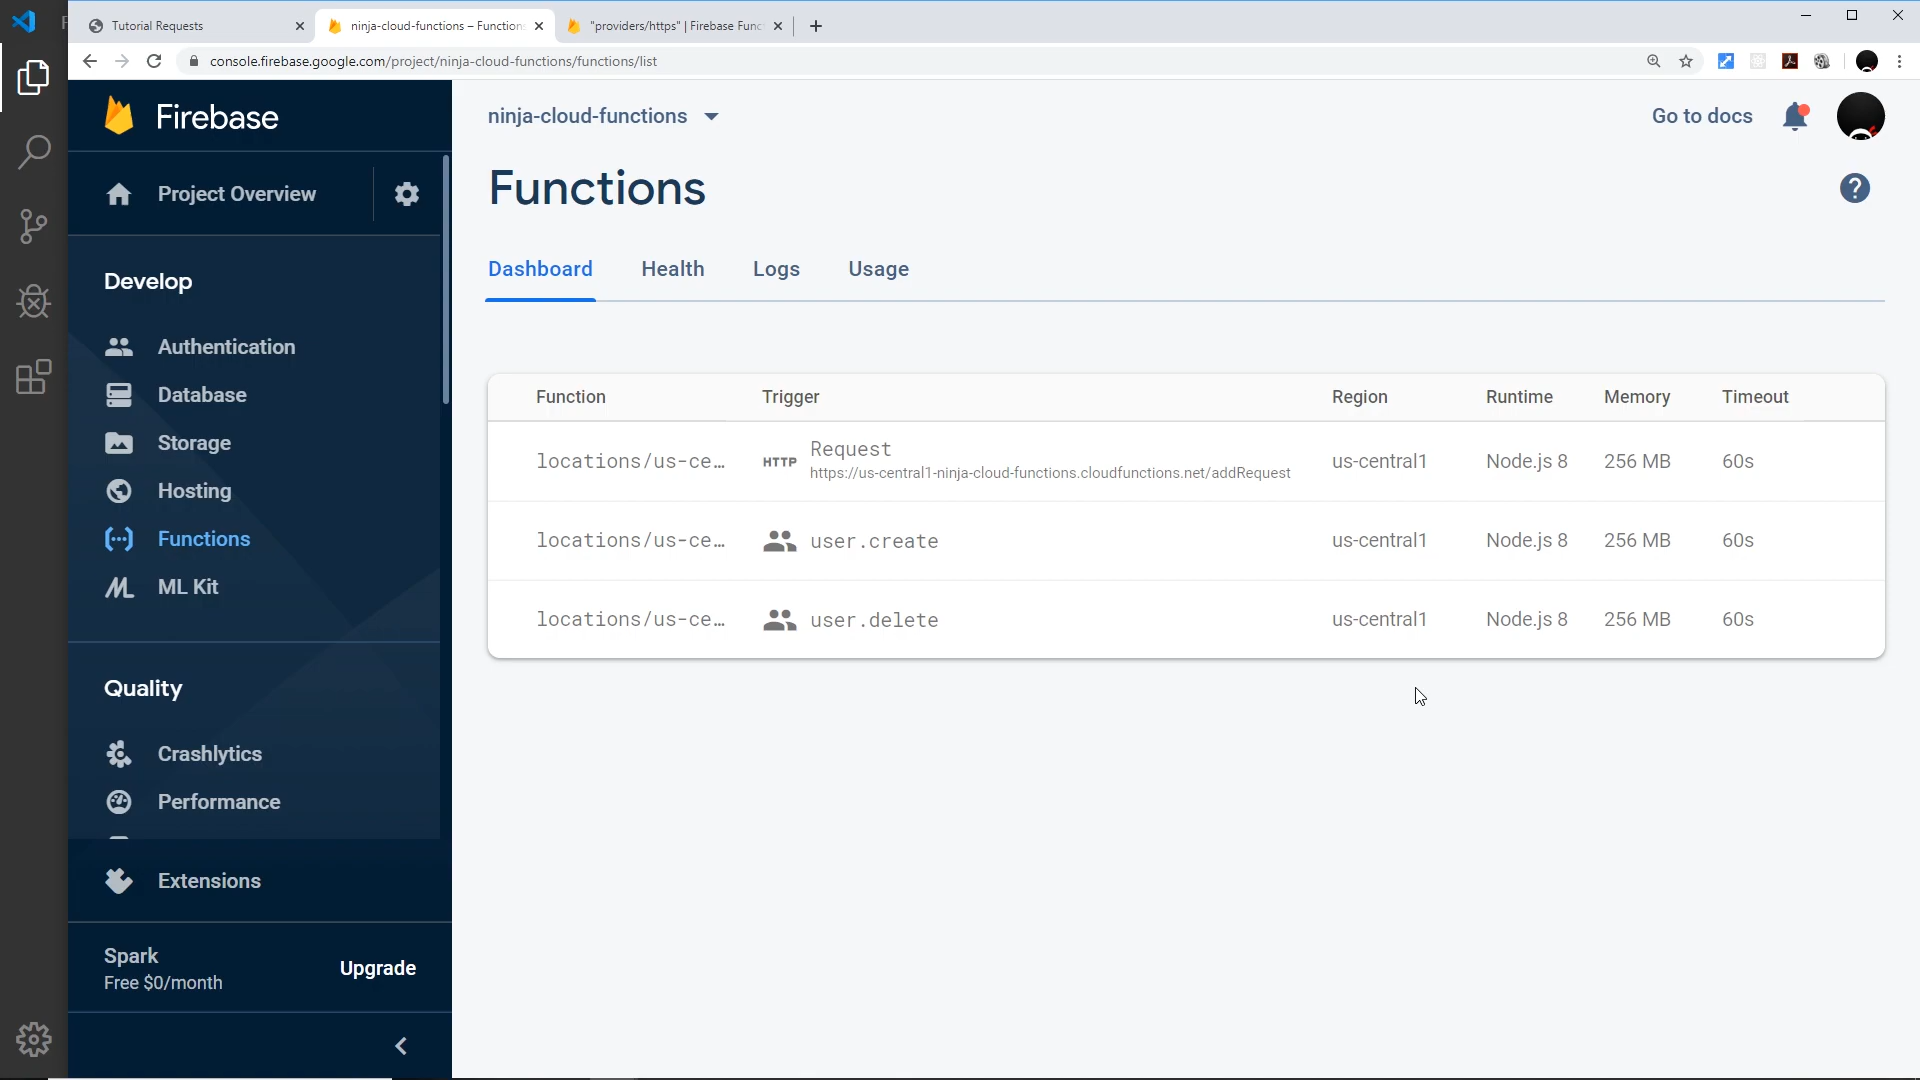 Tutorial Requests
ninja-cloud-functions – Function
"providers/https" | Firebase Func
console.firebase.google.com/project/ninja-cloud-functions/functions/list
Firebase
Project Overview
Develop
Authentication
Database
Storage
Hosting
Functions
ML Kit
Quality
Crashlytics
Performance
Extensions
Spark
Free $0/month
Upgrade
ninja-cloud-functions
Go to docs
Functions
Dashboard Health Logs Usage
Function Trigger Region Runtime Memory Timeout
locations/us-ce… HTTP Request us-central1 Node.js 8 256 MB 60s
https://us-central1-ninja-cloud-functions.cloudfunctions.net/addRequest
locations/us-ce… user.create us-central1 Node.js 8 256 MB 60s
locations/us-ce… user.delete us-central1 Node.js 8 256 MB 60s